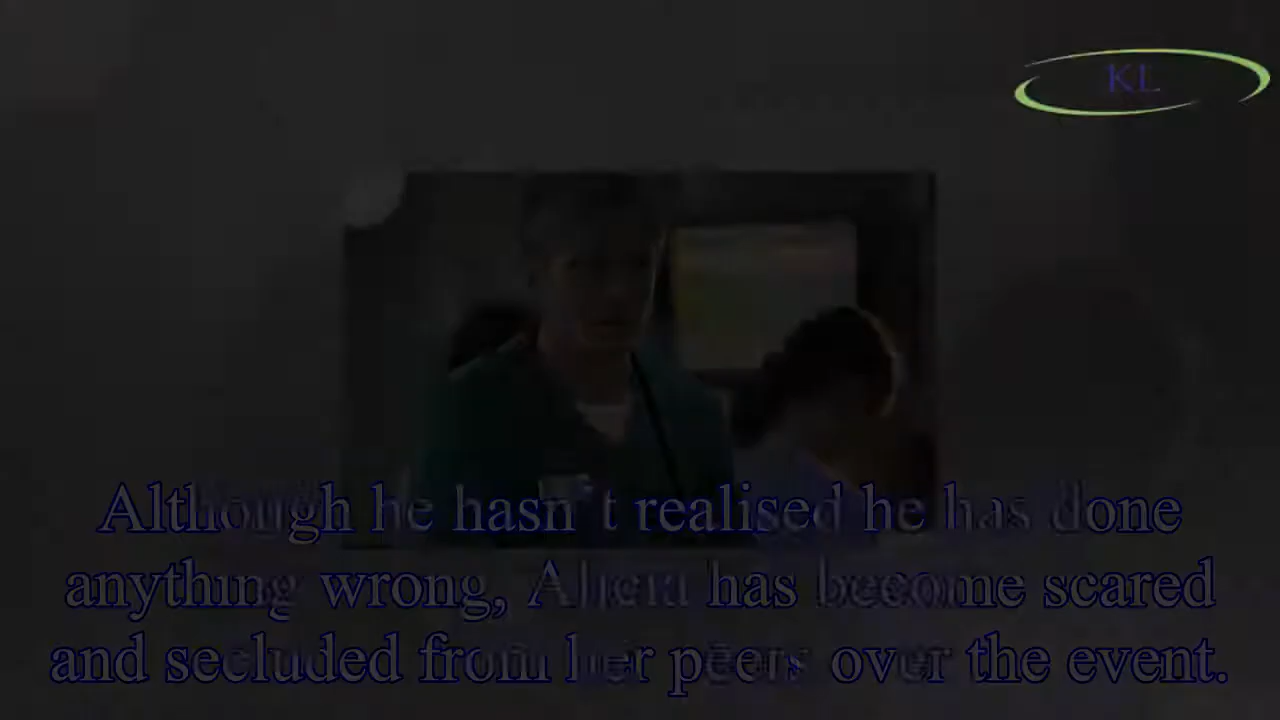 KL
Although he hasn't realised he has done
anything wrong, Alicia has become scared
and secluded from her peers over the event.